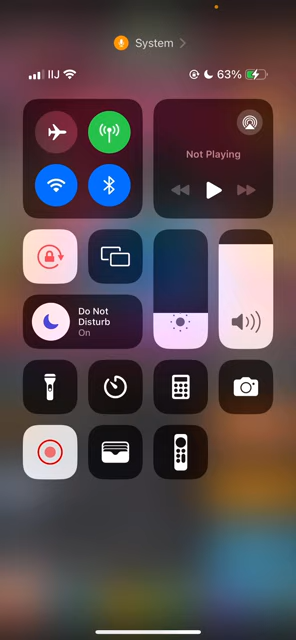 System
IIJ
63%
Not Playing
Do Not
Disturb
On